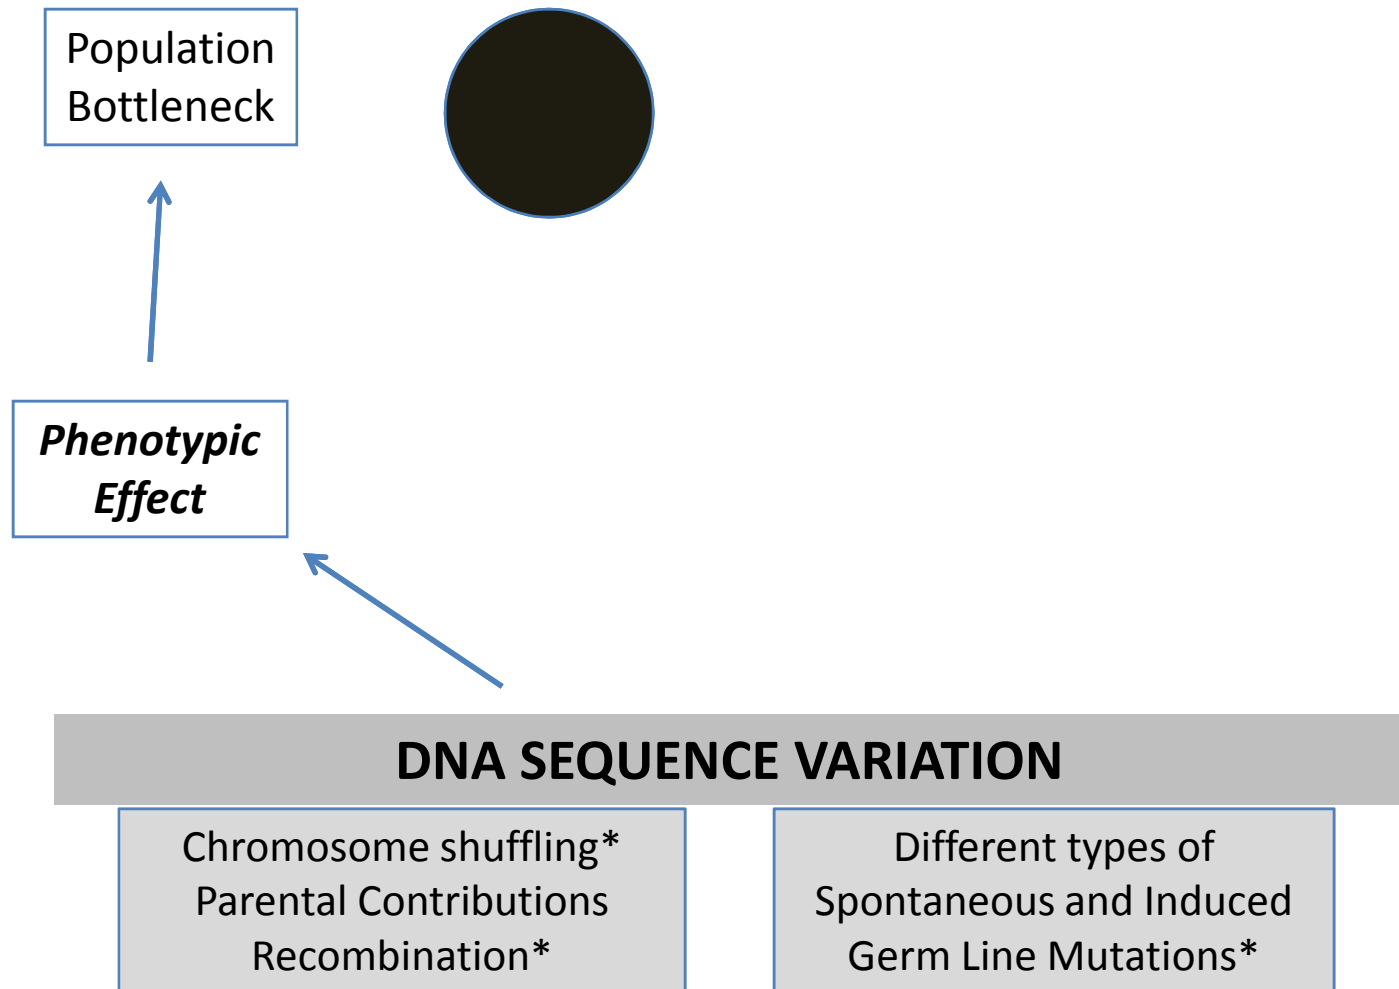 Population
Bottleneck
Phenotypic
Effect
DNA SEQUENCE VARIATION
Chromosome shuffling*
Parental Contributions
Recombination*
Different types of
Spontaneous and Induced
Germ Line Mutations*